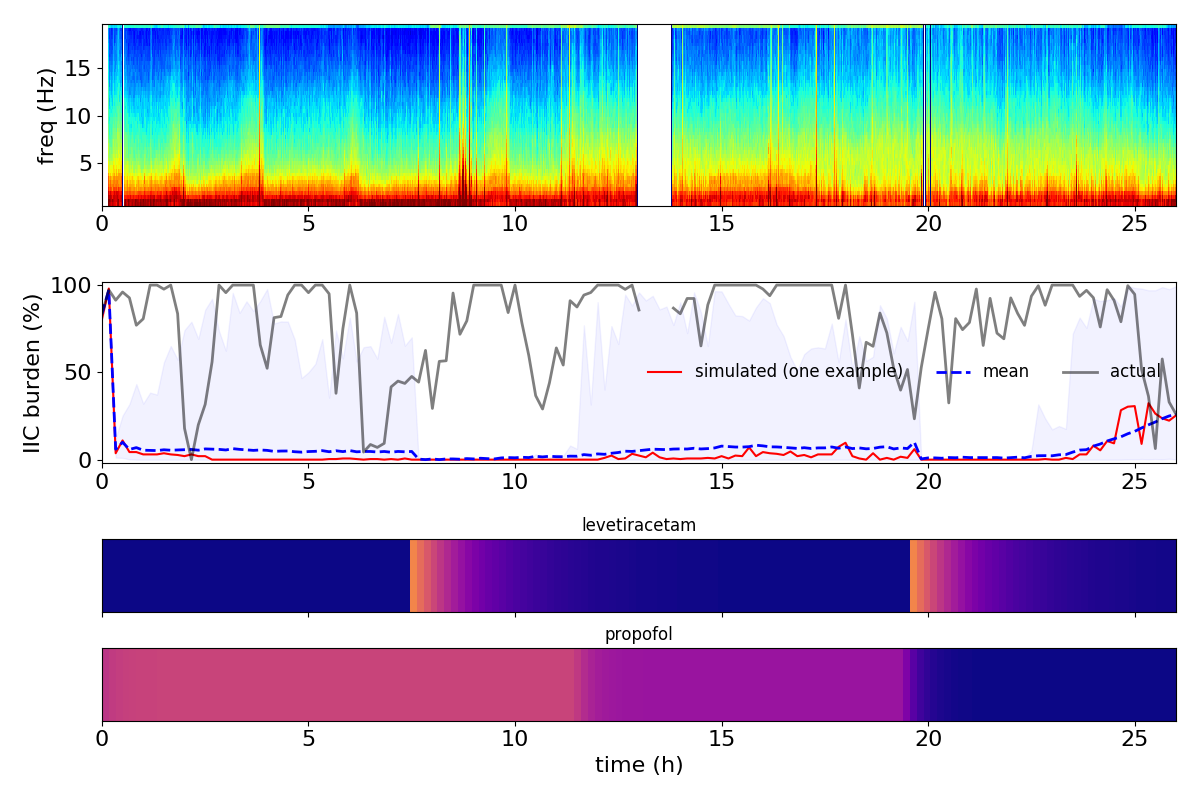 freq (Hz)
15
10
5
0 5 10 15 20 25
IIC burden (%)
100
50
0
simulated (one example) mean actual
0 5 10 15 20 25
levetiracetam
propofol
0 5 10 15 20 25
time (h)